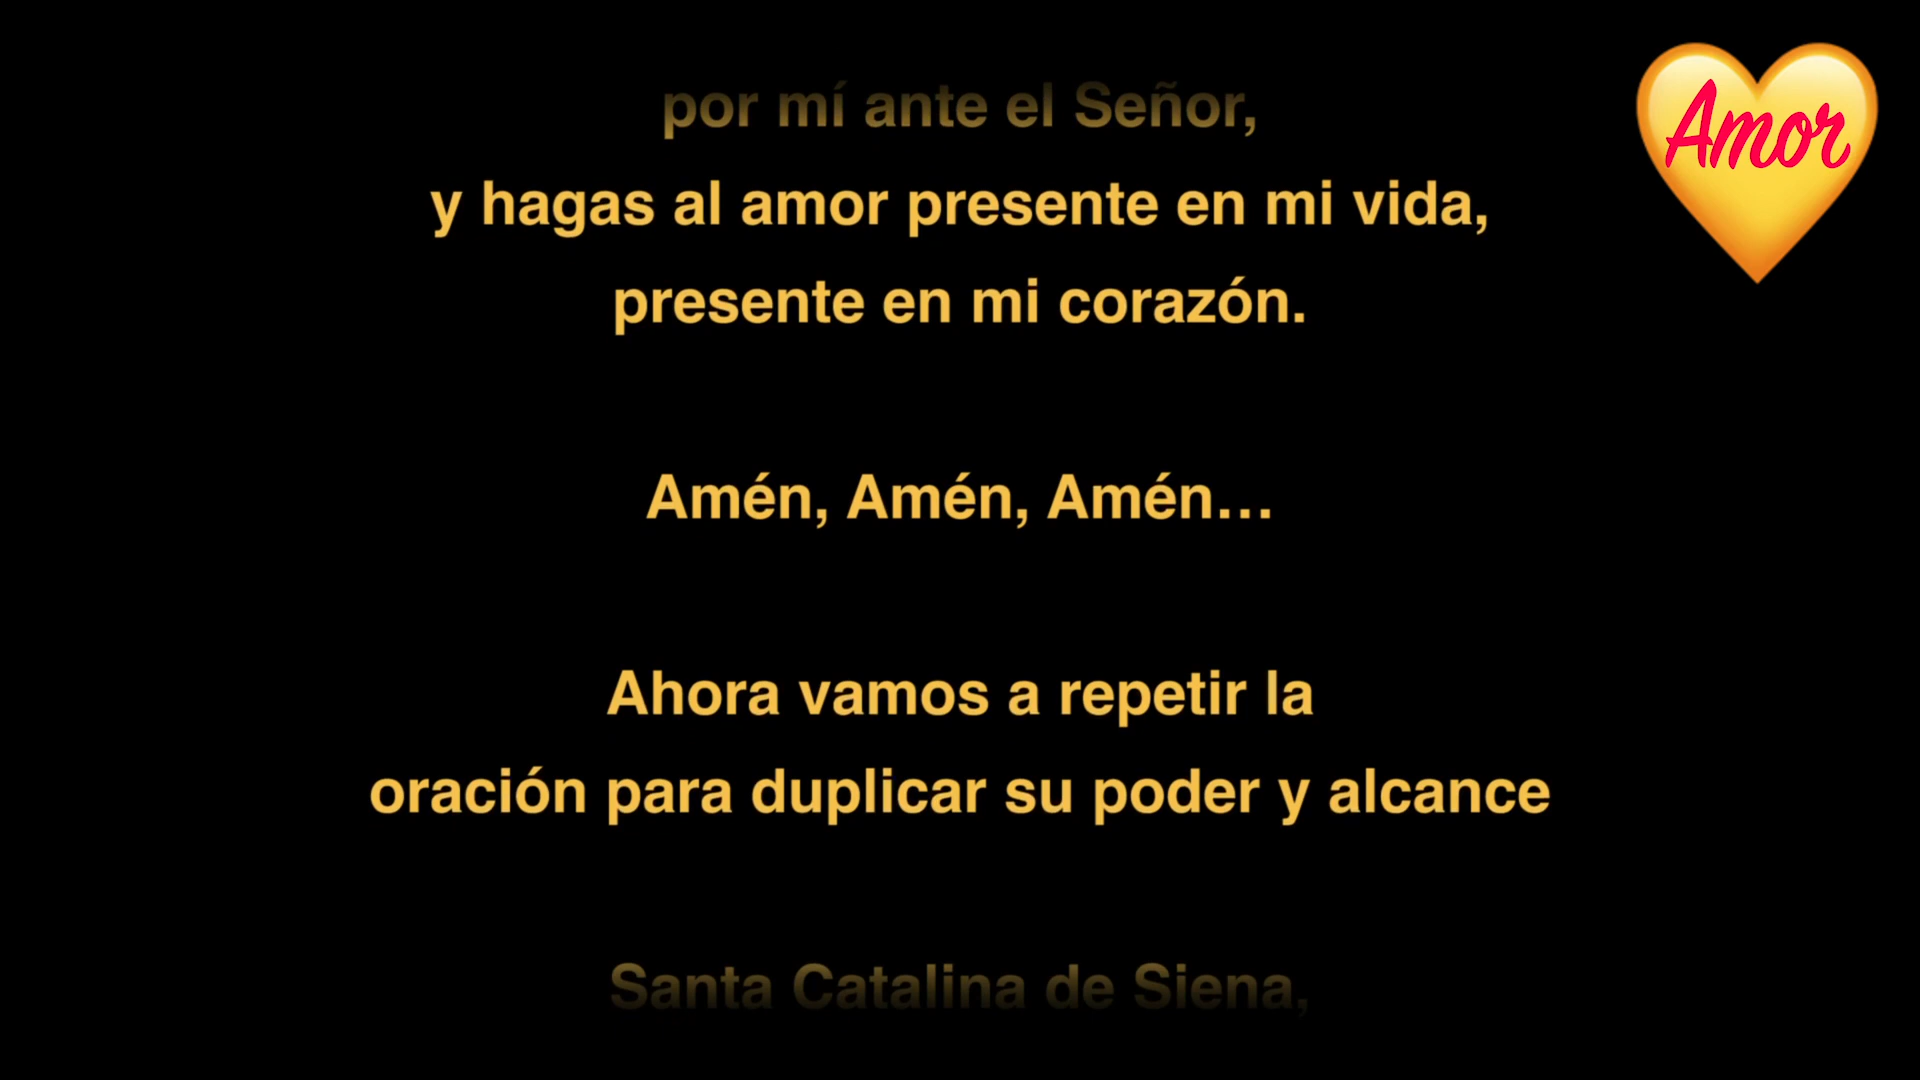 por mí ante el Señor,
Amor
y hagas al amor presente en mi vida,
presente en mi corazón.
Amén, Amén, Amén…
Ahora vamos a repetir la
oración para duplicar su poder y alcance
Santa Catalina de Siena,